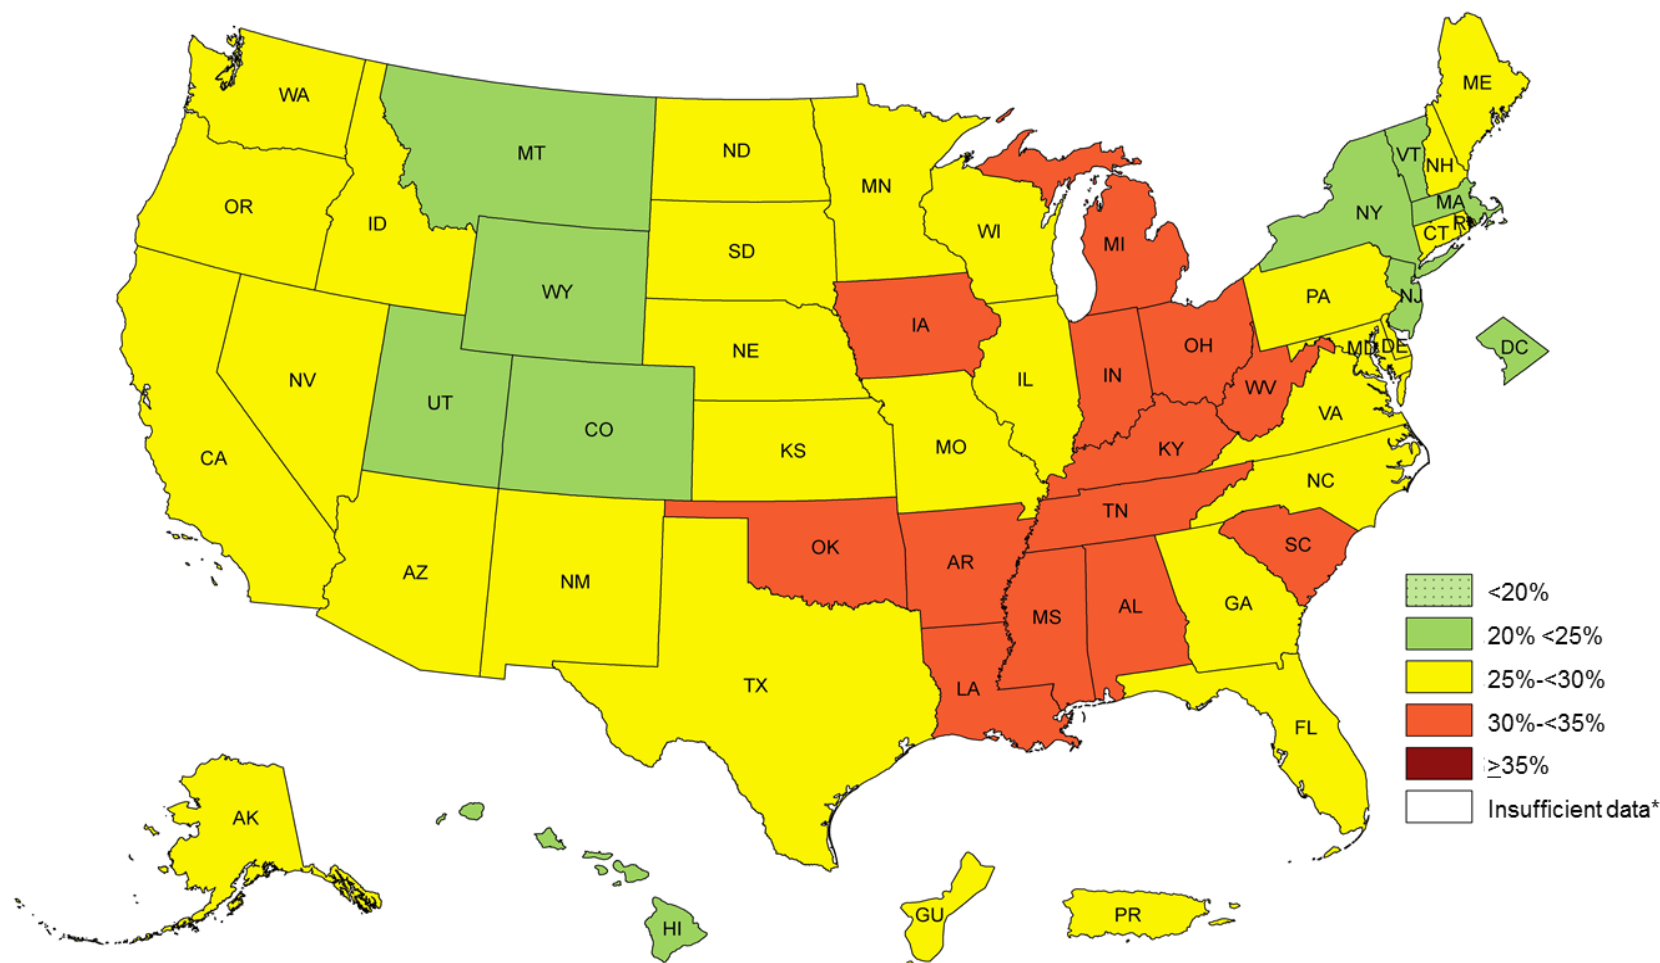 WA
OR
ID
MT
WY
NV
CA
UT
CO
AZ
NM
ND
SD
NE
KS
OK
TX
MN
IA
MO
AR
LA
WI
IL
MI
IN
OH
KY
TN
MS
AL
GA
FL
SC
NC
VA
WV
PA
NY
VT
NH
ME
MA
CT
RI
NJ
DE
MD
DC
AK
HI
GU
PR
<20%
20% <25%
25%-<30%
30%-<35%
≥35%
Insufficient data*